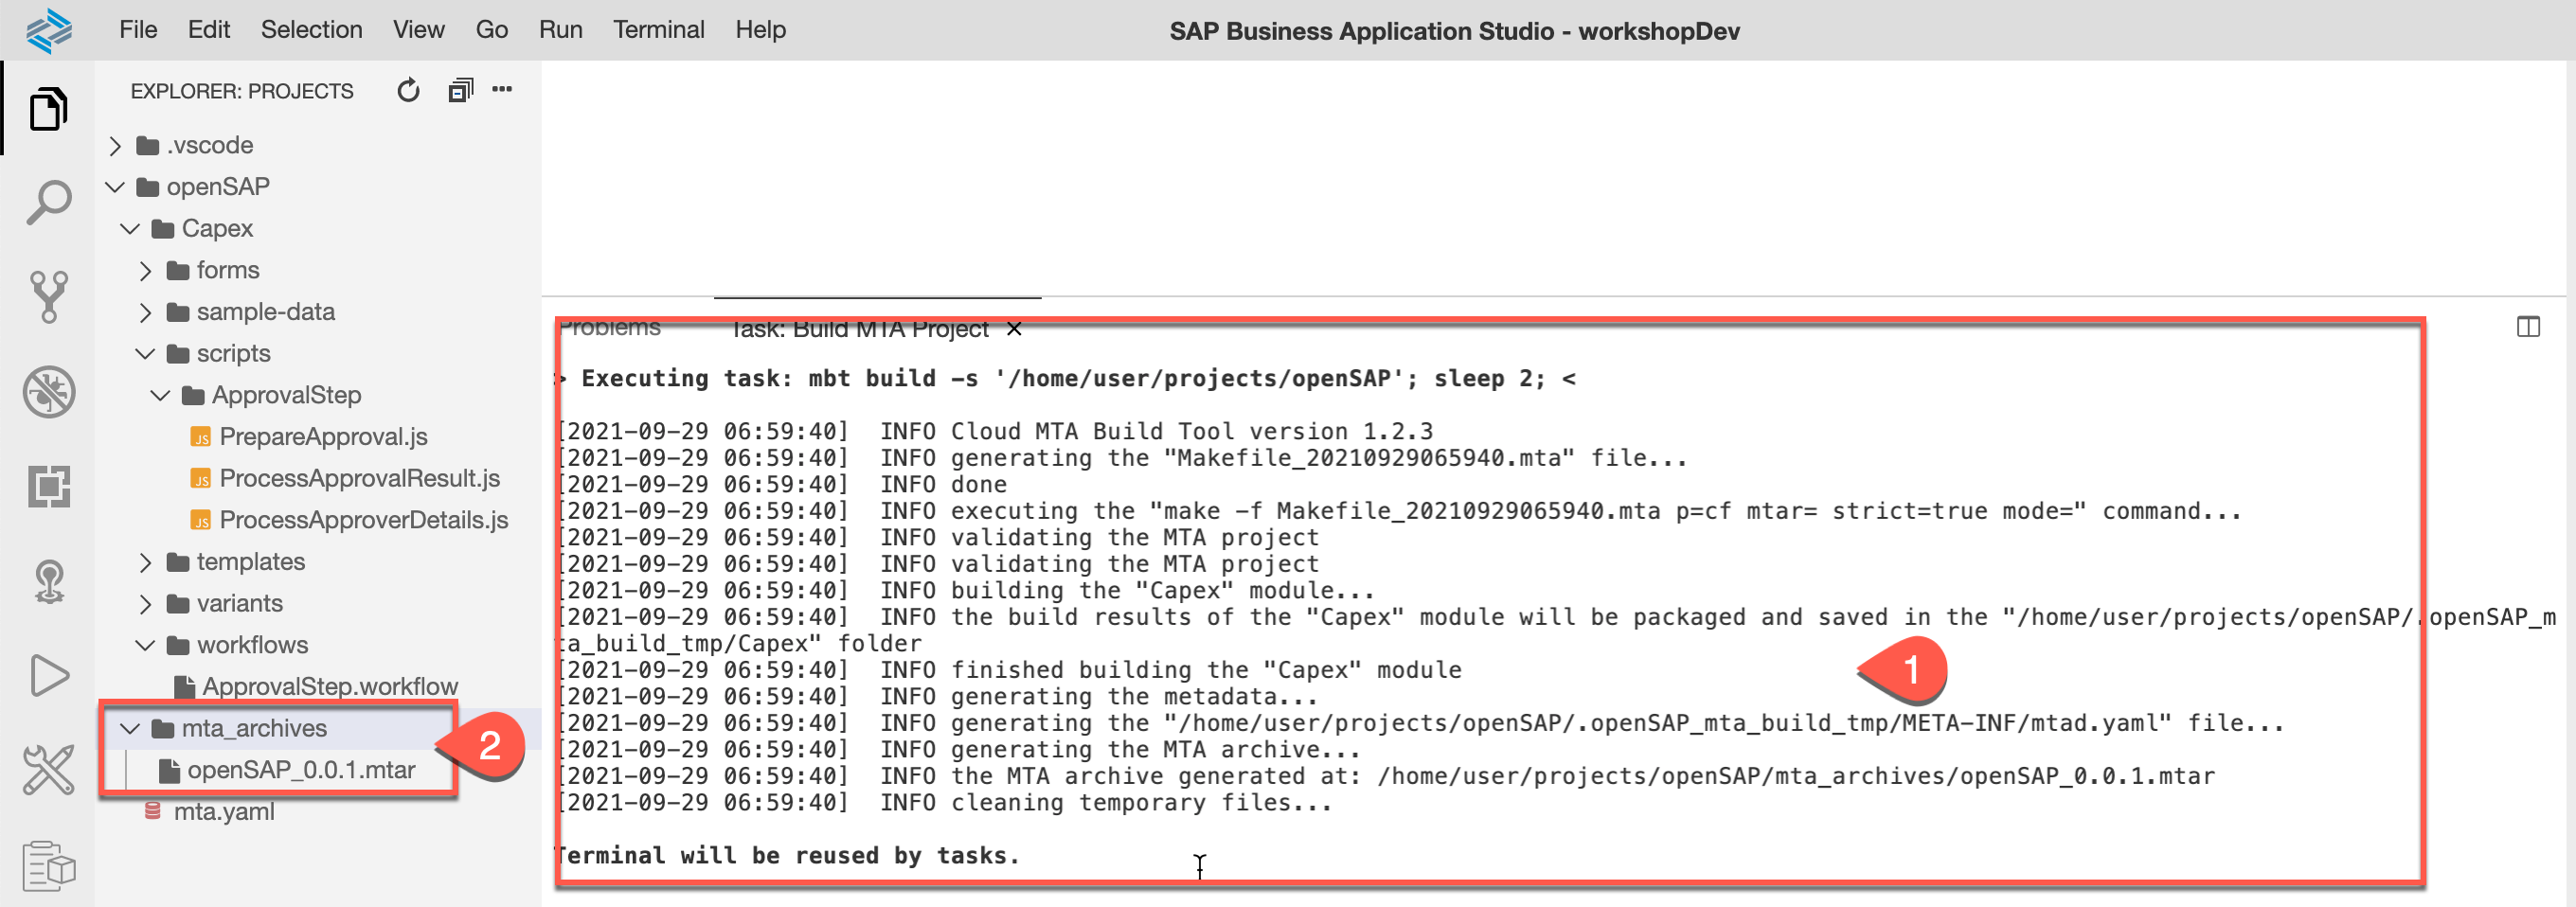 File Edit Selection View Go Run Terminal Help
SAP Business Application Studio - workshopDev
EXPLORER: PROJECTS
.vscode
openSAP
Capex
forms
sample-data
scripts
ApprovalStep
JS PrepareApproval.js
JS ProcessApprovalResult.js
JS ProcessApproverDetails.js
templates
variants
workflows
ApprovalStep.workflow
mta_archives
openSAP_0.0.1.mtar
2
mta.yaml
Problems Task: Build MTA Project
> Executing task: mbt build -s '/home/user/projects/openSAP'; sleep 2; <
[2021-09-29 06:59:40] INFO Cloud MTA Build Tool version 1.2.3
[2021-09-29 06:59:40] INFO generating the "Makefile_20210929065940.mta" file...
[2021-09-29 06:59:40] INFO done
[2021-09-29 06:59:40] INFO executing the "make -f Makefile_20210929065940.mta p=cf mtar= strict=true mode=" command...
[2021-09-29 06:59:40] INFO validating the MTA project
[2021-09-29 06:59:40] INFO validating the MTA project
[2021-09-29 06:59:40] INFO building the "Capex" module...
[2021-09-29 06:59:40] INFO the build results of the "Capex" module will be packaged and saved in the "/home/user/projects/openSAP/.openSAP_m
ta_build_tmp/Capex" folder
[2021-09-29 06:59:40] INFO finished building the "Capex" module
[2021-09-29 06:59:40] INFO generating the metadata...
[2021-09-29 06:59:40] INFO generating the "/home/user/projects/openSAP/.openSAP_mta_build_tmp/META-INF/mtad.yaml" file...
[2021-09-29 06:59:40] INFO generating the MTA archive...
[2021-09-29 06:59:40] INFO the MTA archive generated at: /home/user/projects/openSAP/mta_archives/openSAP_0.0.1.mtar
[2021-09-29 06:59:40] INFO cleaning temporary files...
1
Terminal will be reused by tasks.